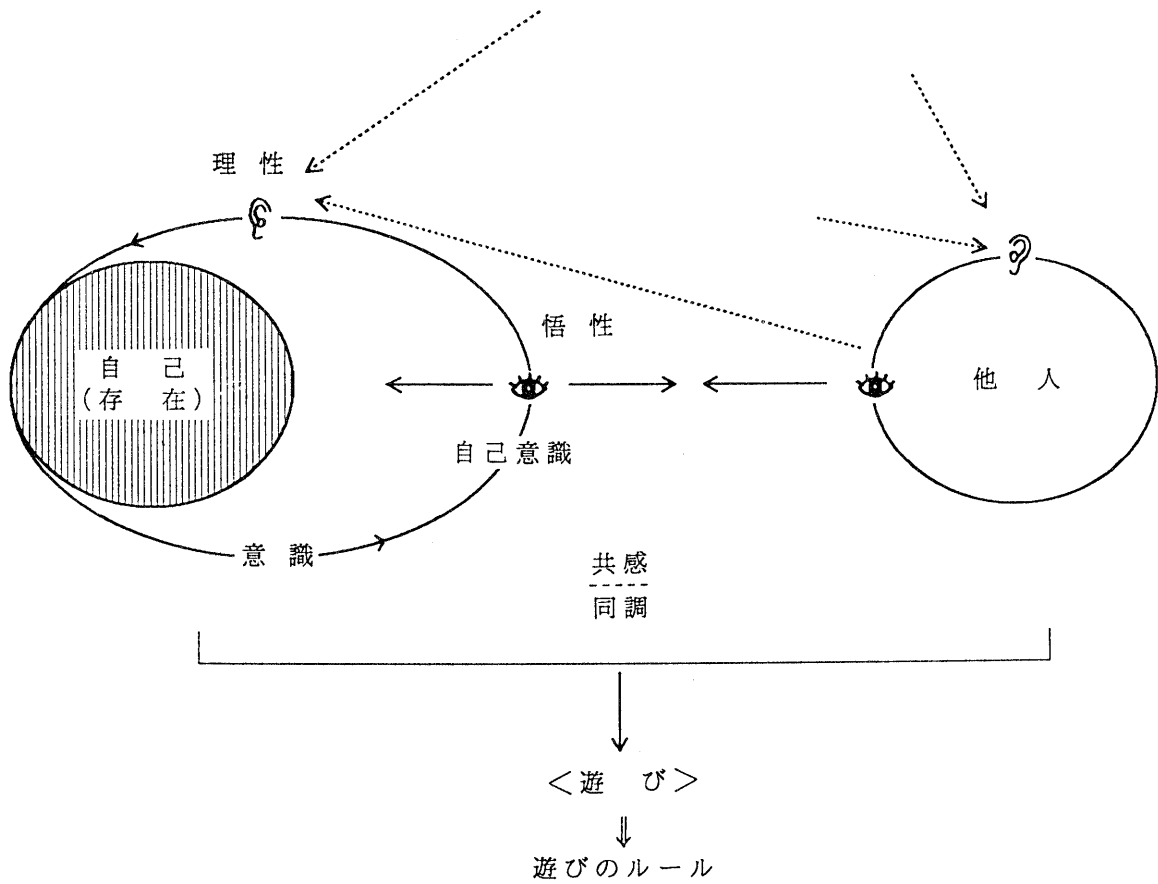 理性
悟性
自己
(存在)
他人
自己意識
意識
共感
同調
<遊び>
遊びのルール